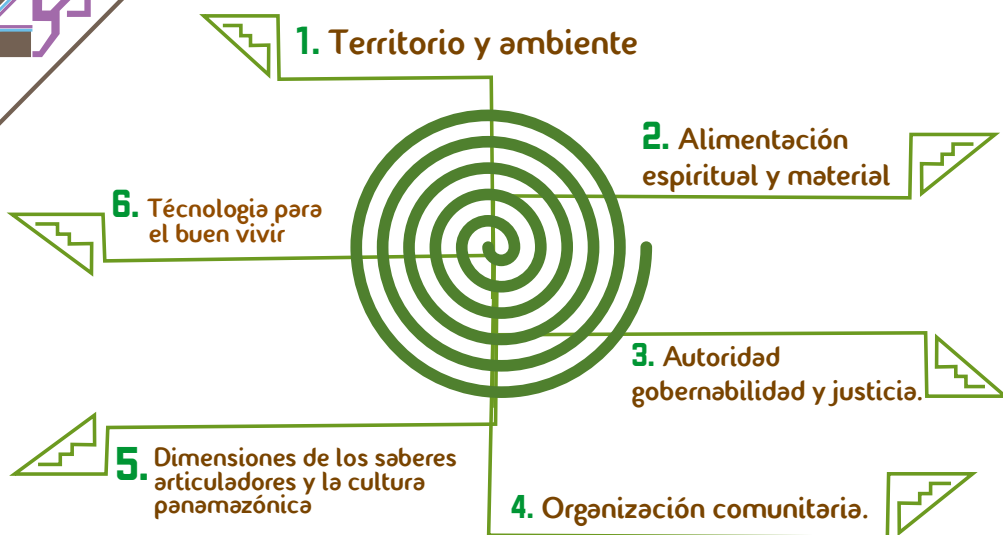 1. Territorio y ambiente
2. Alimentación
espiritual y material
3. Autoridad
gobernabilidad y justicia.
4. Organización comunitaria.
5. Dimensiones de los saberes
articuladores y la cultura
panamazónica
6. Técnologia para
el buen vivir